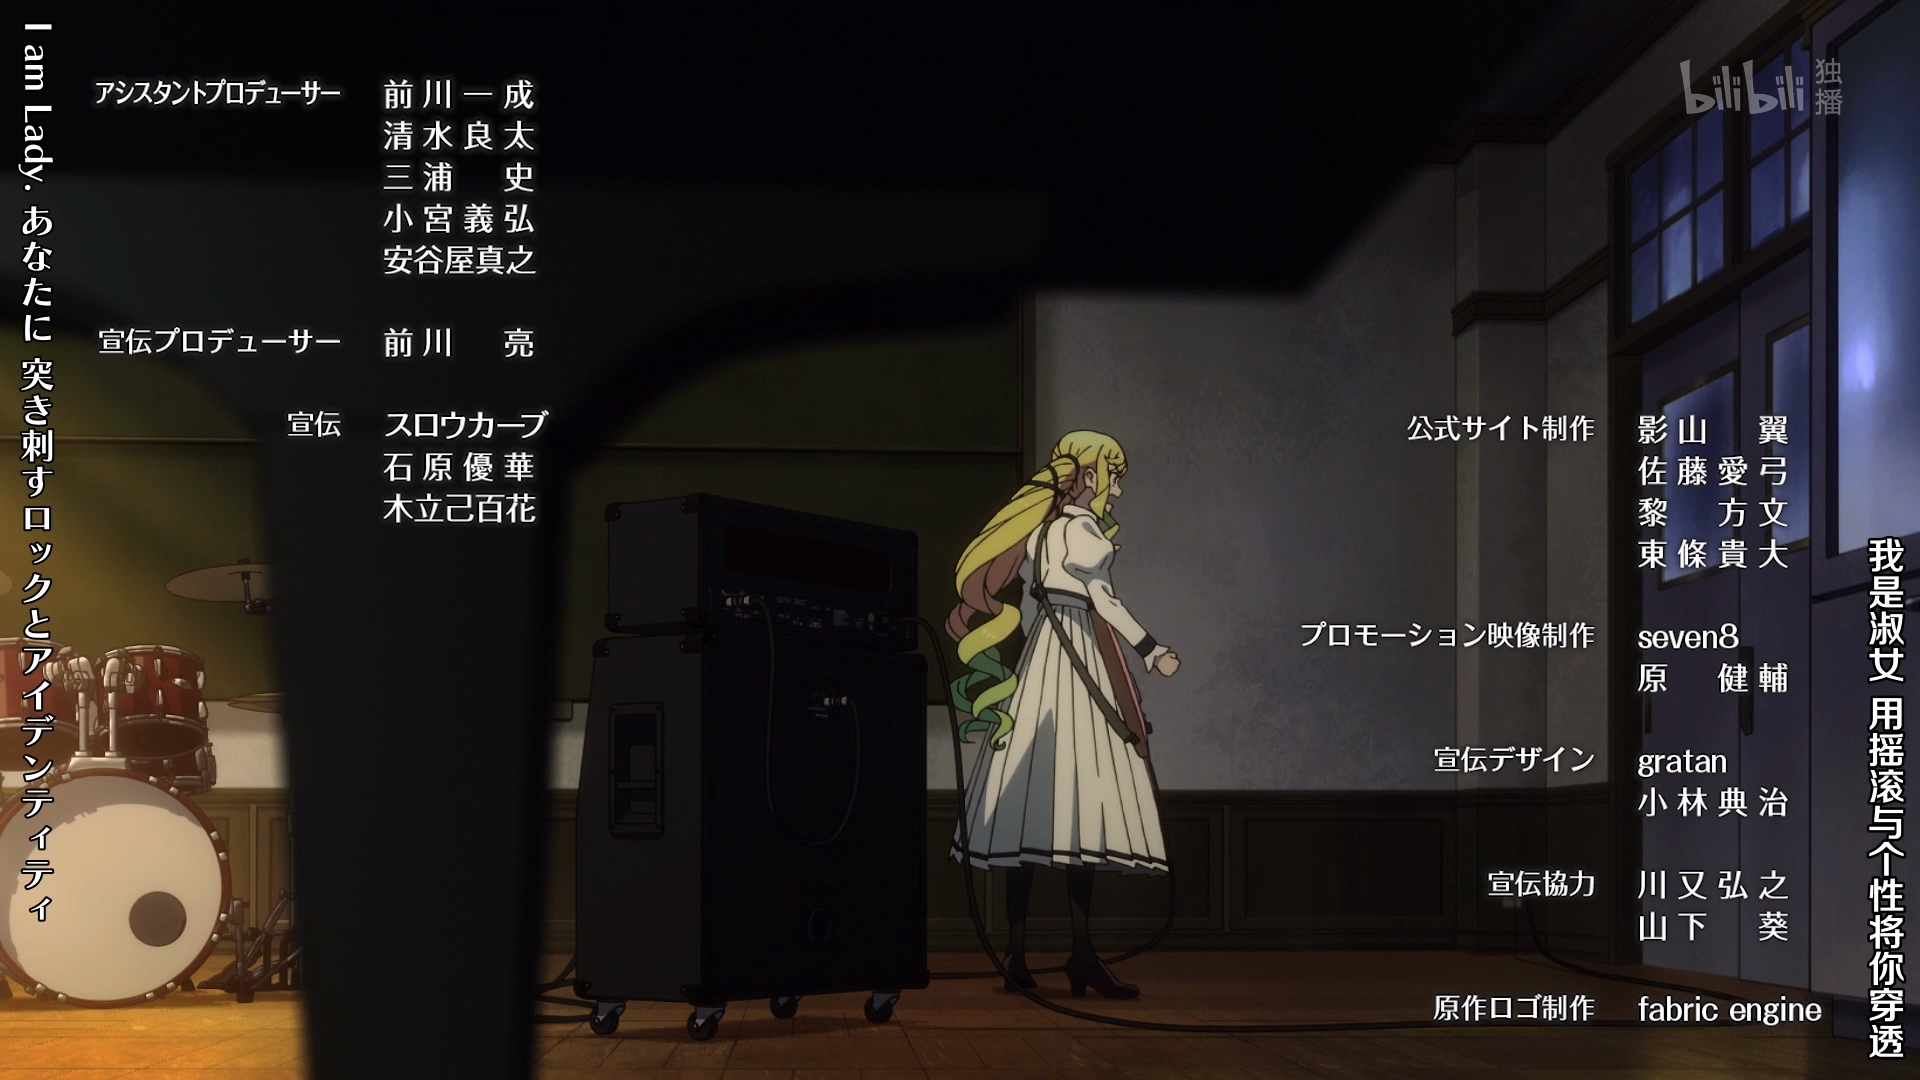 I am Lady. あなたに 突き刺すロックとアイデンティティ
アシスタントプロデューサー 前川一成
清水良太
三浦 史
小宮義弘
安谷屋真之
宣伝プロデューサー 前川 亮
宣伝 スロウカーブ
石原優華
木立己百花
bilibili 独播
公式サイト制作 影山 翼
佐藤愛弓
黎 方文
東條貴大
プロモーション映像制作 seven8
原 健輔
宣伝デザイン gratan
小林典治
宣伝協力 川又弘之
山下 葵
原作ロゴ制作 fabric engine
我是淑女 用摇滚与个性将你穿透